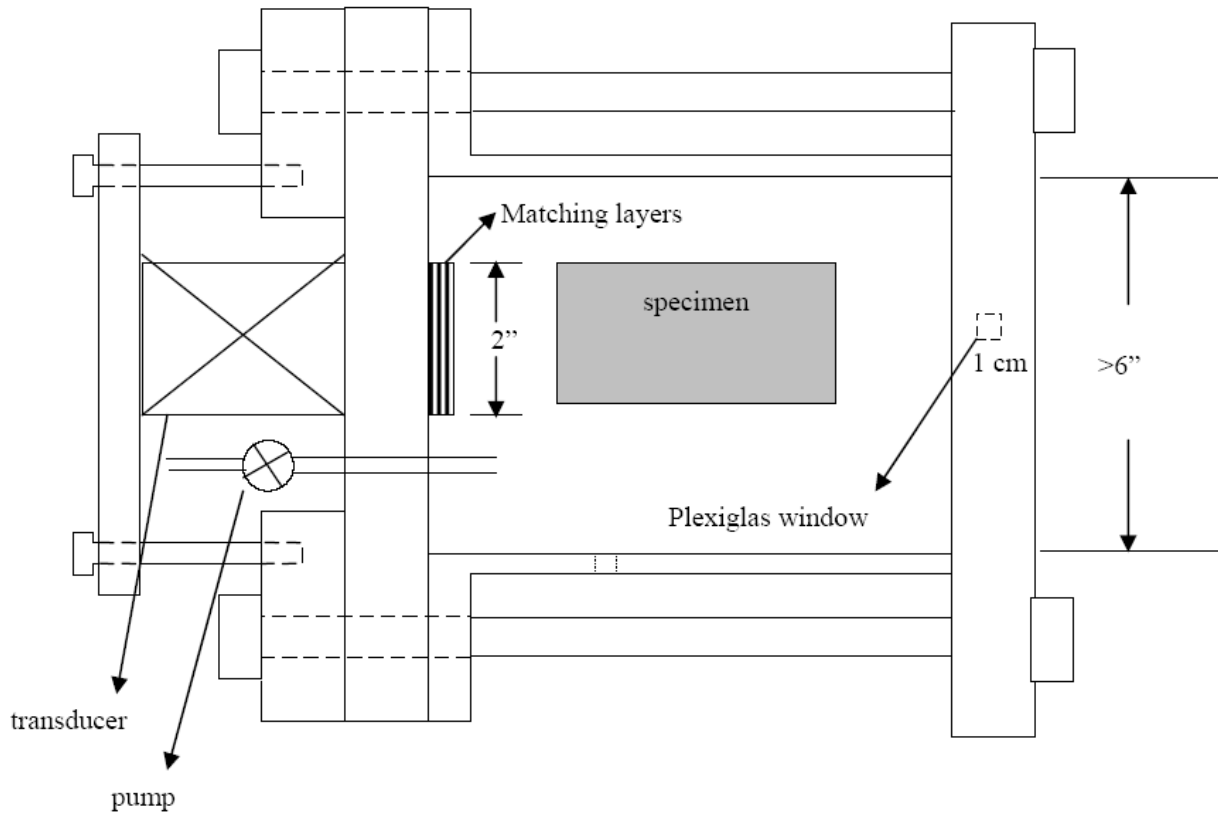 Matching layers
specimen
2”
1 cm
>6”
Plexiglas window
transducer
pump